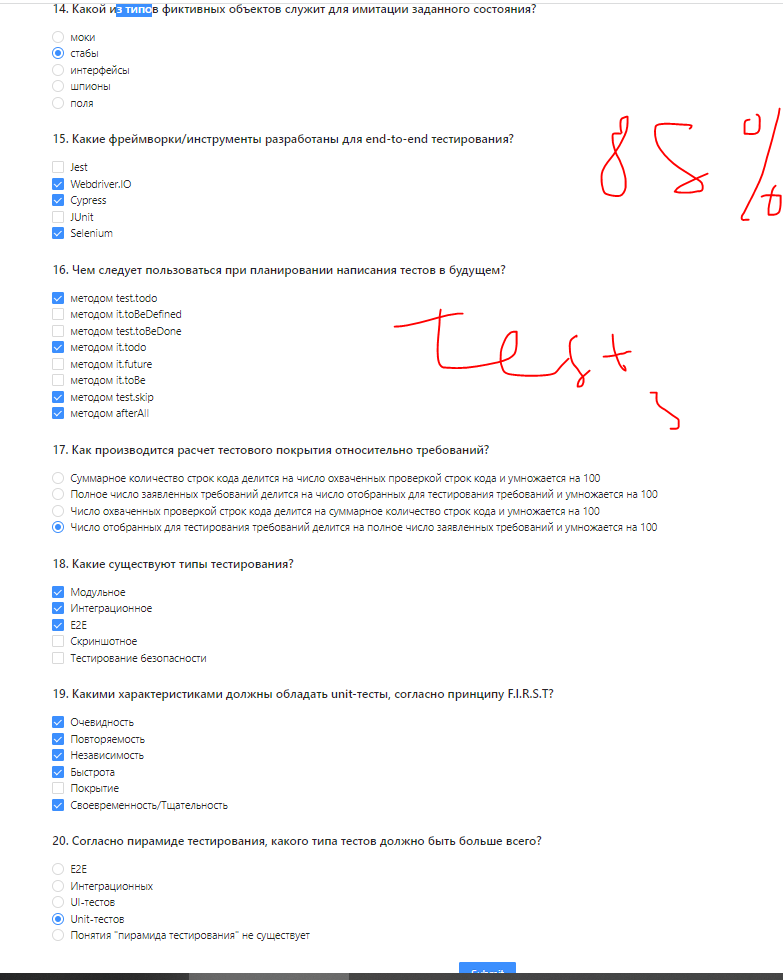 14. Какой из типов фиктивных объектов служит для имитации заданного состояния?
моки
стабы
интерфейсы
шпионы
поля
15. Какие фреймворки/инструменты разработаны для end-to-end тестирования?
Jest
Webdriver.IO
Cypress
JUnit
Selenium
85 %
16. Чем следует пользоваться при планировании написания тестов в будущем?
методом test.todo
методом it.toBeDefined
методом test.toBeDone
методом it.todo
методом it.future
методом it.toBe
методом test.skip
методом afterAll
Test
17. Как производится расчет тестового покрытия относительно требований?
Суммарное количество строк кода делится на число охваченных проверкой строк кода и умножается на 100
Полное число заявленных требований делится на число отобранных для тестирования требований и умножается на 100
Число охваченных проверкой строк кода делится на суммарное количество строк кода и умножается на 100
Число отобранных для тестирования требований делится на полное число заявленных требований и умножается на 100
18. Какие существуют типы тестирования?
Модульное
Интеграционное
E2E
Скриншотное
Тестирование безопасности
19. Какими характеристиками должны обладать unit-тесты, согласно принципу F.I.R.S.T?
Очевидность
Повторяемость
Независимость
Быстрота
Покрытие
Своевременность/Тщательность
20. Согласно пирамиде тестирования, какого типа тестов должно быть больше всего?
E2E
Интеграционных
UI-тестов
Unit-тестов
Понятия "пирамида тестирования" не существует
Submit